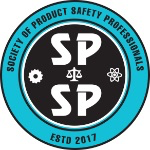 SOCIETY OF PRODUCT SAFETY PROFESSIONALS
SP
SP
ESTD 2017